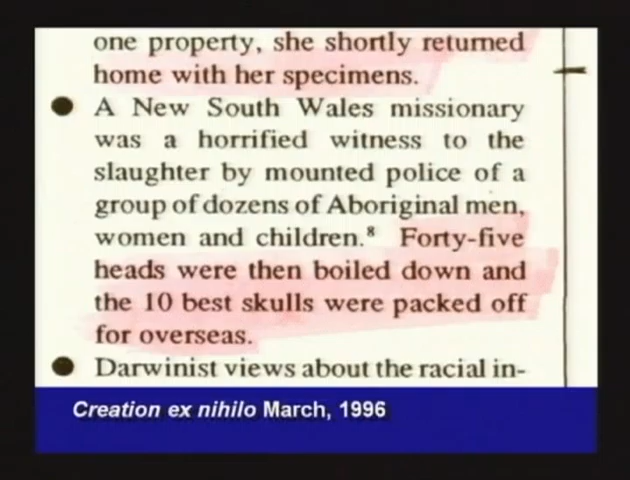 one property, she shortly returned
home with her specimens.
● A New South Wales missionary
was a horrified witness to the
slaughter by mounted police of a
group of dozens of Aboriginal men,
women and children.⁸ Forty-five
heads were then boiled down and
the 10 best skulls were packed off
for overseas.
● Darwinist views about the racial in-
Creation ex nihilo March, 1996